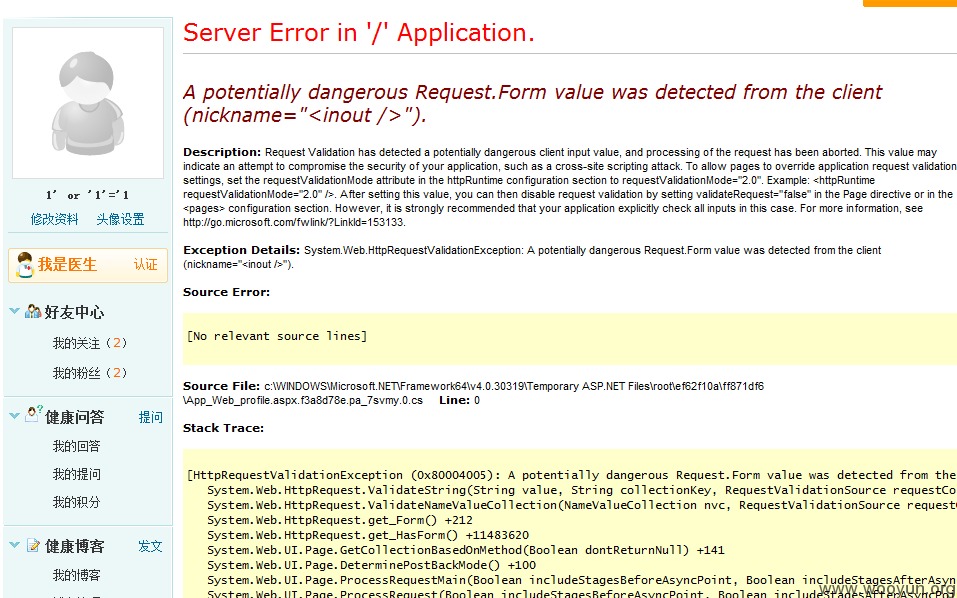 1' or '1'='1
修改资料 头像设置
我是医生 认证
好友中心
我的关注（2）
我的粉丝（2）
健康问答 提问
我的回答
我的提问
我的积分
健康博客 发文
我的博客
Server Error in '/' Application.
A potentially dangerous Request.Form value was detected from the client
(nickname="<inout />").
Description: Request Validation has detected a potentially dangerous client input value, and processing of the request has been aborted. This value may
indicate an attempt to compromise the security of your application, such as a cross-site scripting attack. To allow pages to override application request validation
settings, set the requestValidationMode attribute in the httpRuntime configuration section to requestValidationMode="2.0". Example: <httpRuntime
requestValidationMode="2.0" />. After setting this value, you can then disable request validation by setting validateRequest="false" in the Page directive or in the
<pages> configuration section. However, it is strongly recommended that your application explicitly check all inputs in this case. For more information, see
http://go.microsoft.com/fwlink/?LinkId=153133.
Exception Details: System.Web.HttpRequestValidationException: A potentially dangerous Request.Form value was detected from the client
(nickname="<inout />").
Source Error:
[No relevant source lines]
Source File: c:\WINDOWS\Microsoft.NET\Framework64\v4.0.30319\Temporary ASP.NET Files\root\ef62f10a\ff871df6
\App_Web_profile.aspx.f3a8d78e.pa_7svmy.0.cs Line: 0
Stack Trace:
[HttpRequestValidationException (0x80004005): A potentially dangerous Request.Form value was detected from the
System.Web.HttpRequest.ValidateString(String value, String collectionKey, RequestValidationSource requestCo
System.Web.HttpRequest.ValidateNameValueCollection(NameValueCollection nvc, RequestValidationSource request
System.Web.HttpRequest.get_Form() +212
System.Web.HttpRequest.get_HasForm() +11483620
System.Web.UI.Page.GetCollectionBasedOnMethod(Boolean dontReturnNull) +141
System.Web.UI.Page.DeterminePostBackMode() +100
System.Web.UI.Page.ProcessRequestMain(Boolean includeStagesBeforeAsyncPoint, Boolean includeStagesAfterAsyn
System.Web.UI.Page.ProcessRequest(Boolean includeStagesBeforeAsyncPoint, Boolean includeStagesAfterAsyncPoi
www.wooyun.org